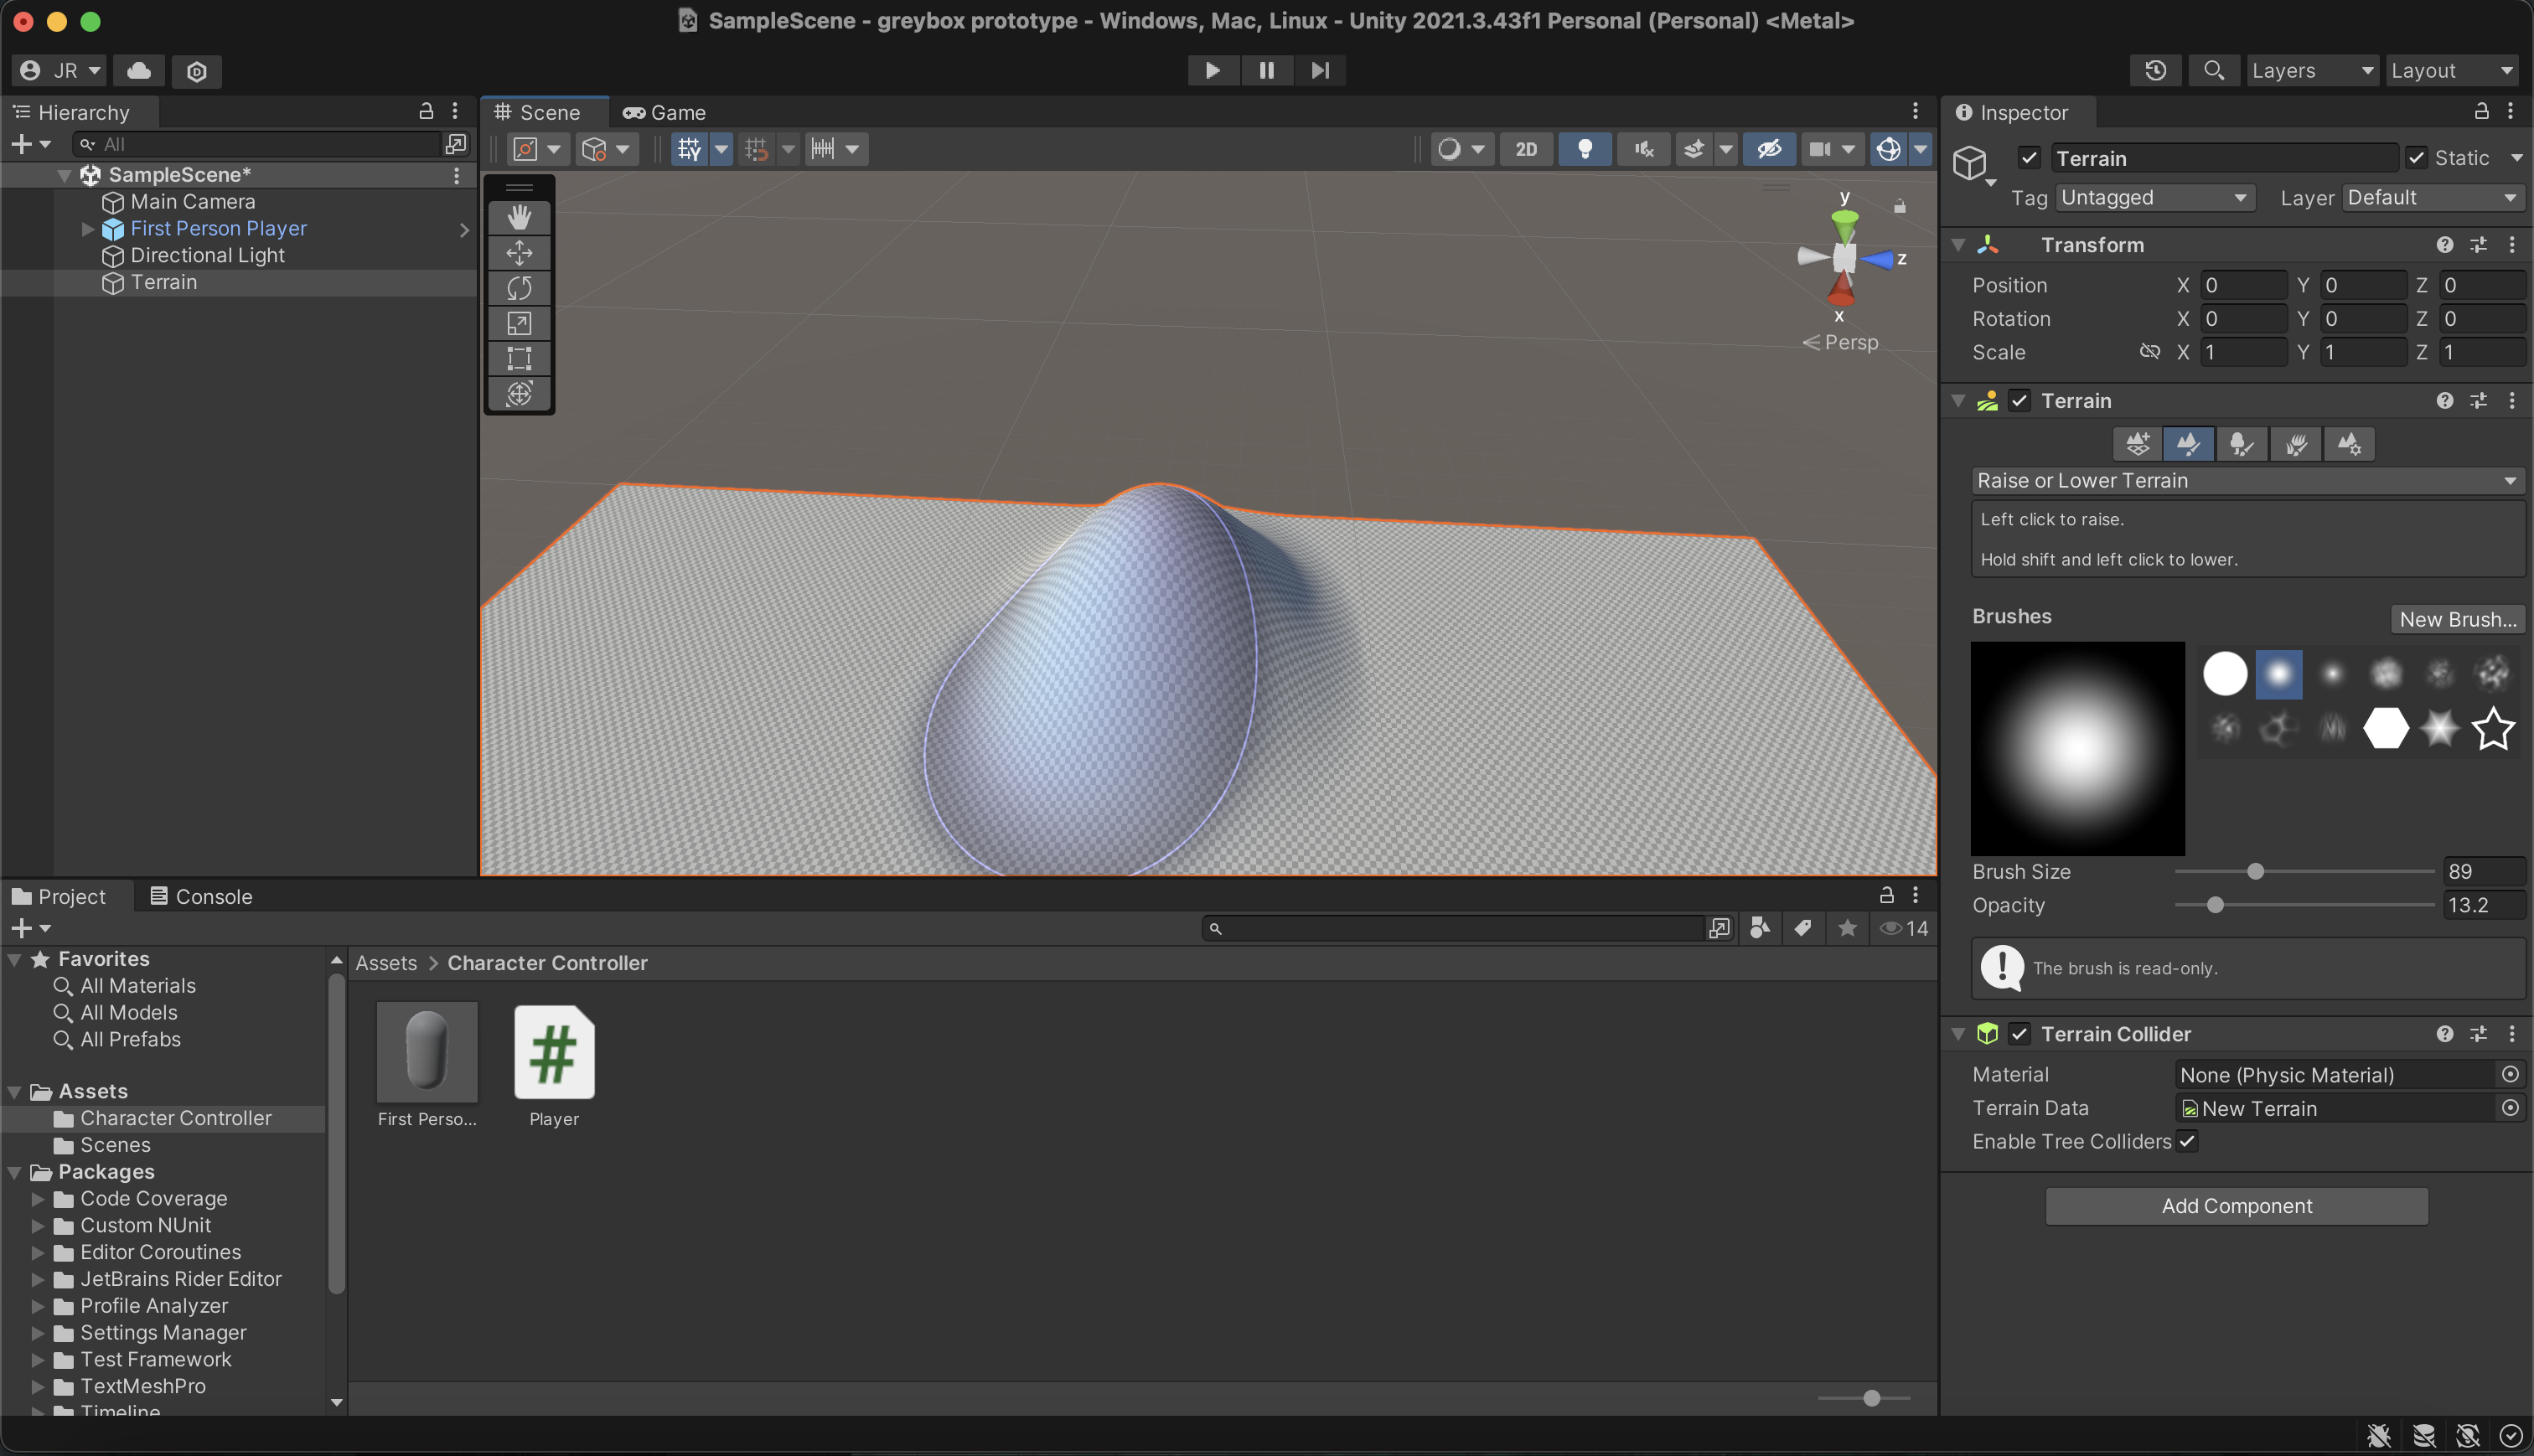 SampleScene - greybox prototype - Windows, Mac, Linux - Unity 2021.3.43f1 Personal (Personal) <Metal>
JR
Layers
Layout
Hierarchy
All
SampleScene*
Main Camera
First Person Player
Directional Light
Terrain
Scene
Game
2D
y
z
x
Persp
Inspector
Terrain
Static
Tag Untagged Layer Default
Transform
Position X 0 Y 0 Z 0
Rotation X 0 Y 0 Z 0
Scale X 1 Y 1 Z 1
Terrain
Raise or Lower Terrain
Left click to raise.
Hold shift and left click to lower.
Brushes
New Brush...
Brush Size 89
Opacity 13.2
The brush is read-only.
Terrain Collider
Material None (Physic Material)
Terrain Data New Terrain
Enable Tree Colliders
Add Component
Project
Console
14
Favorites
All Materials
All Models
All Prefabs
Assets
Character Controller
Scenes
Packages
Code Coverage
Custom NUnit
Editor Coroutines
JetBrains Rider Editor
Profile Analyzer
Settings Manager
Test Framework
TextMeshPro
Timeline
Assets > Character Controller
First Perso...
Player